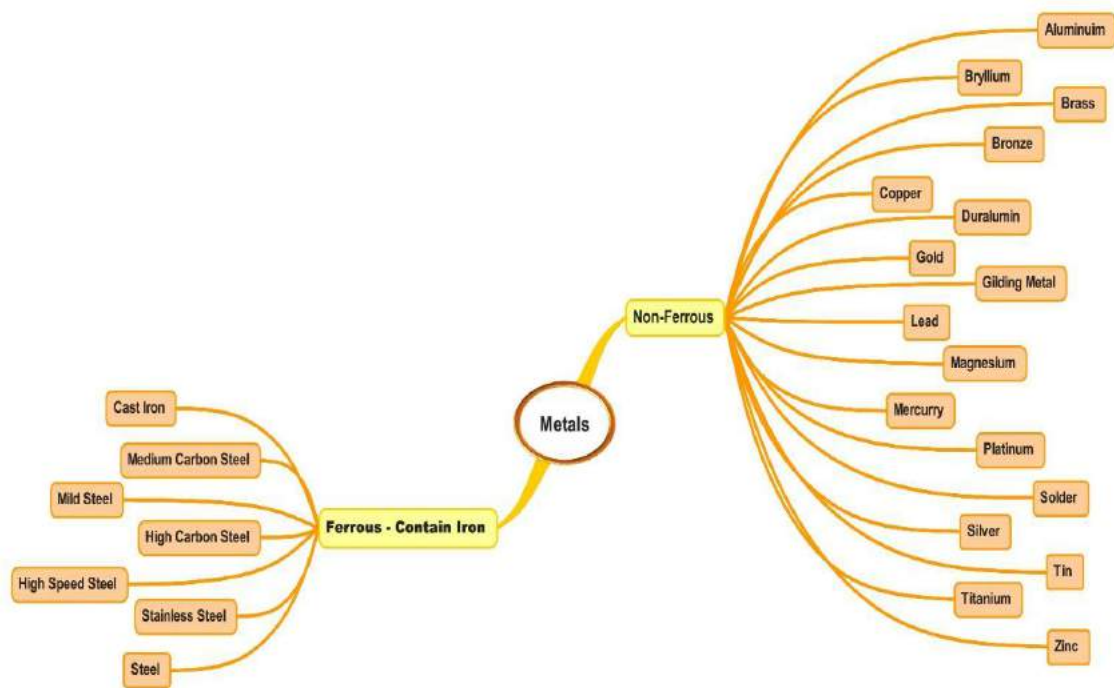 Aluminuim
Bryllium
Brass
Bronze
Copper
Duralumin
Gold
Gilding Metal
Non-Ferrous
Lead
Magnesium
Mercurry
Platinum
Solder
Silver
Tin
Titanium
Zinc
Metals
Cast Iron
Medium Carbon Steel
Mild Steel
High Carbon Steel
High Speed Steel
Stainless Steel
Steel
Ferrous - Contain Iron